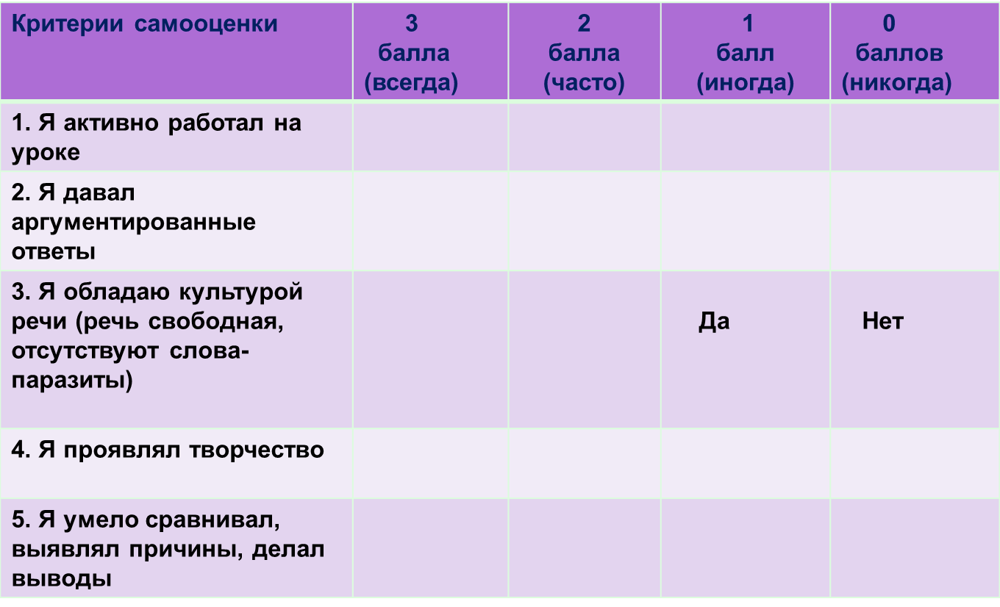 Критерии самооценки
3
балла
(всегда)
2
балла
(часто)
1
балл
(иногда)
0
баллов
(никогда)
1. Я активно работал на
уроке
2. Я давал
аргументированные
ответы
3. Я обладаю культурой
речи (речь свободная,
отсутствуют слова-
паразиты)
Да
Нет
4. Я проявлял творчество
5. Я умело сравнивал,
выявлял причины, делал
выводы